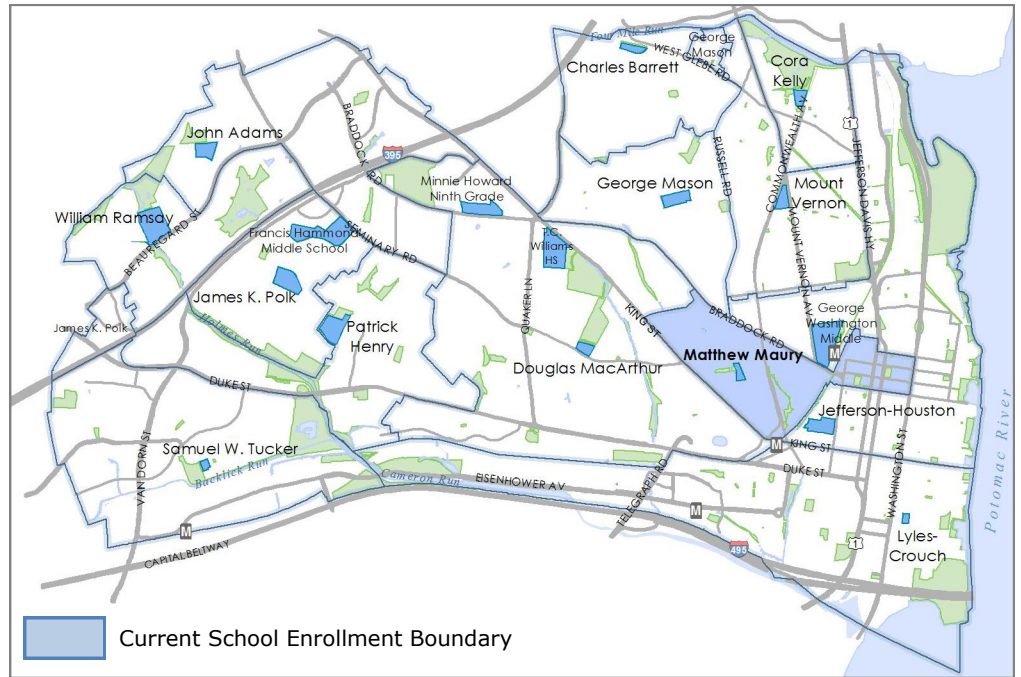 Four Mile Run
George
Mason
WEST GLEBE RD
Charles Barrett
Cora
Kelly
COMMONWEALTH AV
1
JEFFERSON DAVIS HY
John Adams
BRADDOCK RD
395
RUSSELL RD
Minnie Howard
Ninth Grade
George Mason
Mount
Vernon
MOUNT VERNON AV
William Ramsay
BEAUREGARD ST
Francis Hammond
Middle School
SEMINARY RD
T.C.
Williams
HS
QUAKER LN
KING ST
James K. Polk
James K. Polk
Holmes Run
Patrick
Henry
BRADDOCK RD
George
Washington
Middle
M
Matthew Maury
Douglas MacArthur
DUKE ST
Jefferson-Houston
M
KING ST
DUKE ST
WASHINGTON ST
Potomac River
Samuel W. Tucker
Backlick Run
VAN DORN ST
Cameron Run
EISENHOWER AV
TELEGRAPH RD
M
M
CAPITAL BELTWAY
495
1
Lyles-
Crouch
Current School Enrollment Boundary